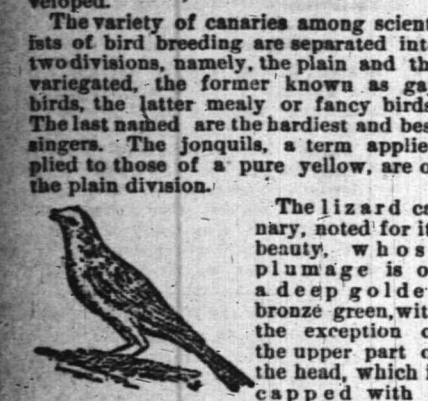 veloped.
The variety of canaries among scient
ists of bird breeding are separated int
two divisions, namely, the plain and th
variegated, the former known as ga
birds, the latter mealy or fancy birds
The last named are the hardiest and bes
singers. The jonquils, a term applie
plied to those of a pure yellow, are o
the plain division.
The lizard ca
nary, noted for it
beauty, whos
plumage is o
a deep golde
bronze green, wit
the exception o
the upper part o
the head, which i
capped with